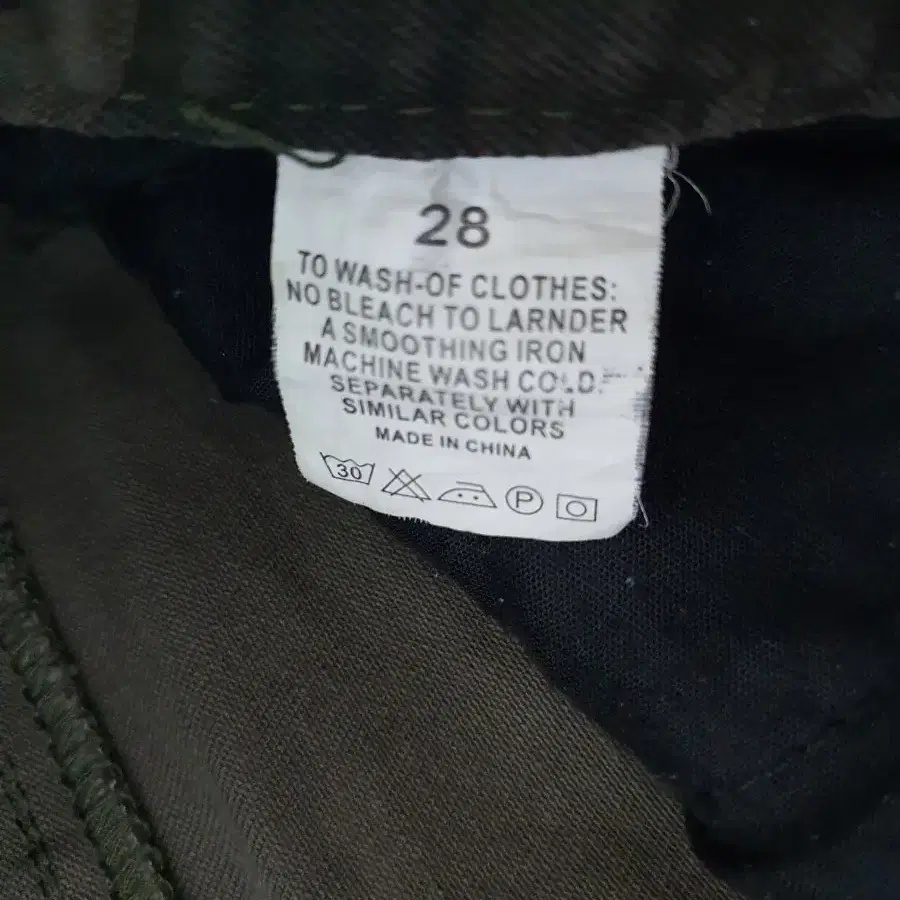 28
TO WASH-OF CLOTHES:
NO BLEACH TO LARNDER
A SMOOTHING IRON
MACHINE WASH COLD.
SEPARATELY WITH
SIMILAR COLORS
MADE IN CHINA
30 P